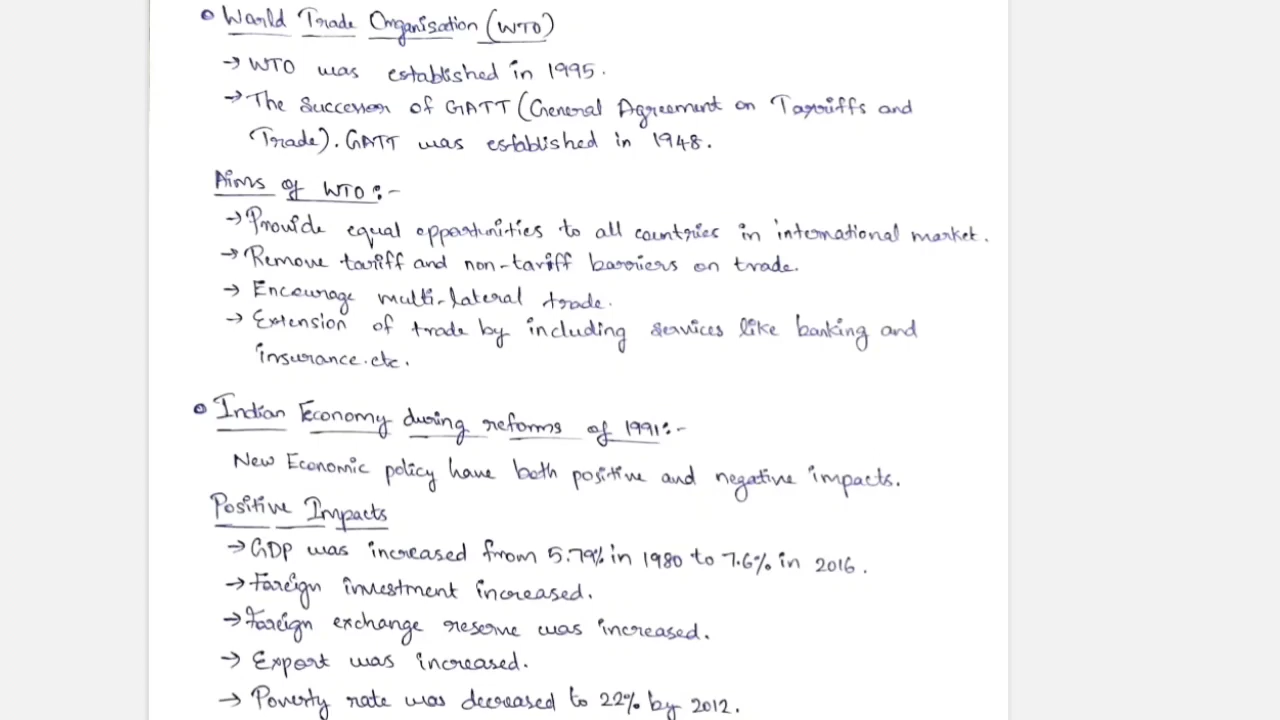 World Trade Organisation (WTO)
→ WTO was established in 1995.
→ The Successor of GATT (General Agreement on Tarriffs and
Trade). GATT was established in 1948.
Aims of WTO:-
→ Provide equal opportunities to all countries in international market.
→ Remove tariff and non-tariff barriers on trade.
→ Encourage multi-lateral trade.
→ Extension of trade by including services like banking and
insurance.etc.
Indian Economy during reforms of 1991:-
New Economic policy have both positive and negative impacts.
Positive Impacts
→ GDP was increased from 5.79% in 1980 to 7.6% in 2016.
→ Foreign investment increased.
→ Foreign exchange reserve was increased.
→ Export was increased.
→ Poverty rate was decreased to 22% by 2012.